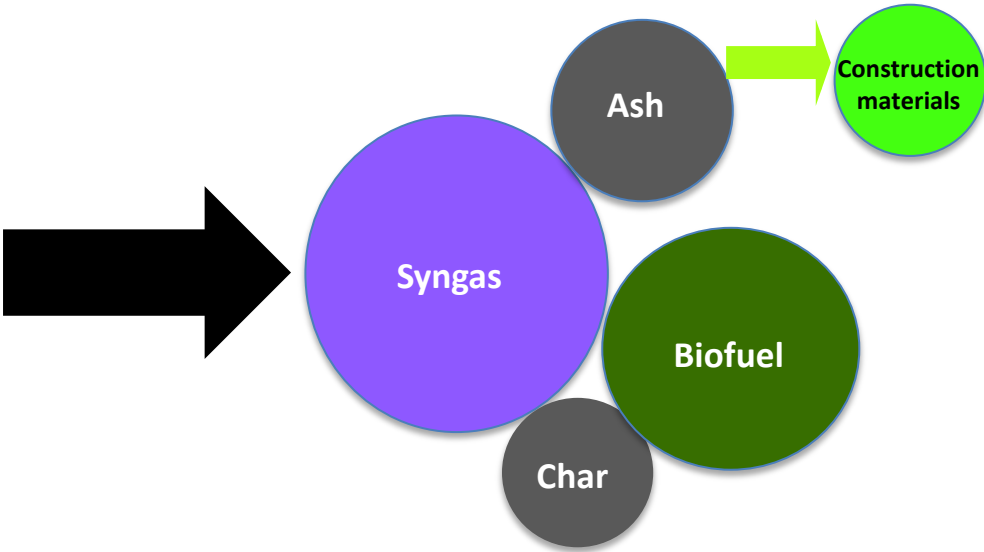 Ash
Construction
materials
Syngas
Biofuel
Char